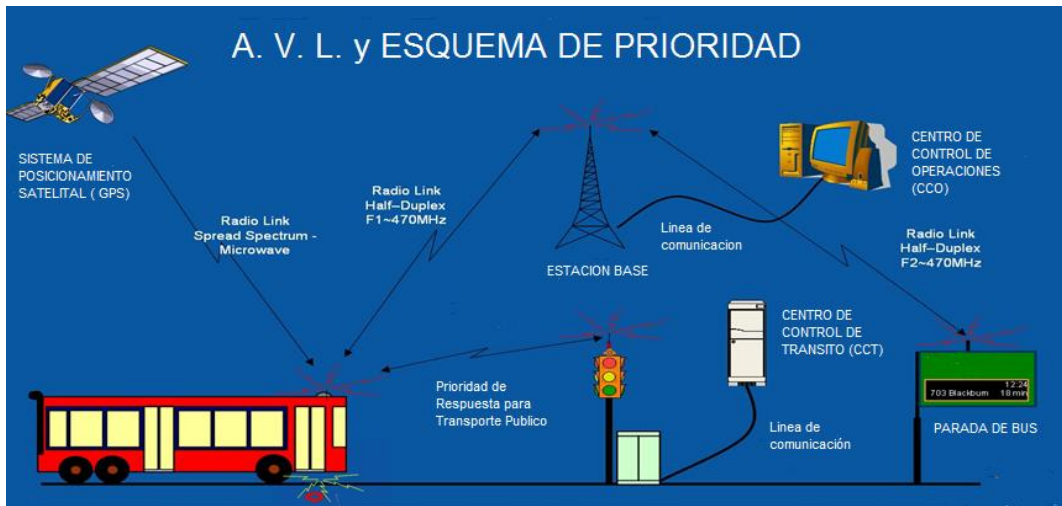 A. V. L. y ESQUEMA DE PRIORIDAD
SISTEMA DE
POSICIONAMIENTO
SATELITAL ( GPS)
Radio Link
Spread Spectrum -
Microwave
Radio Link
Half-Duplex
F1~470MHz
ESTACION BASE
Linea de
comunicacion
CENTRO DE
CONTROL DE
OPERACIONES
(CCO)
Radio Link
Half-Duplex
F2~470MHz
Prioridad de
Respuesta para
Transporte Publico
CENTRO DE
CONTROL DE
TRANSITO (CCT)
Linea de
comunicación
12:24
703 Blackburn 18 min
PARADA DE BUS